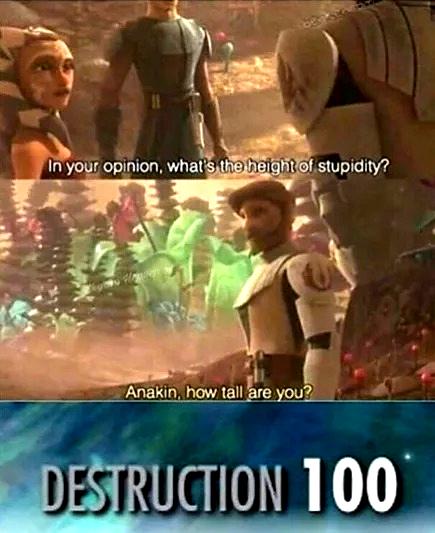 In your opinion, what's the height of stupidity?
Anakin, how tall are you?
DESTRUCTION 100